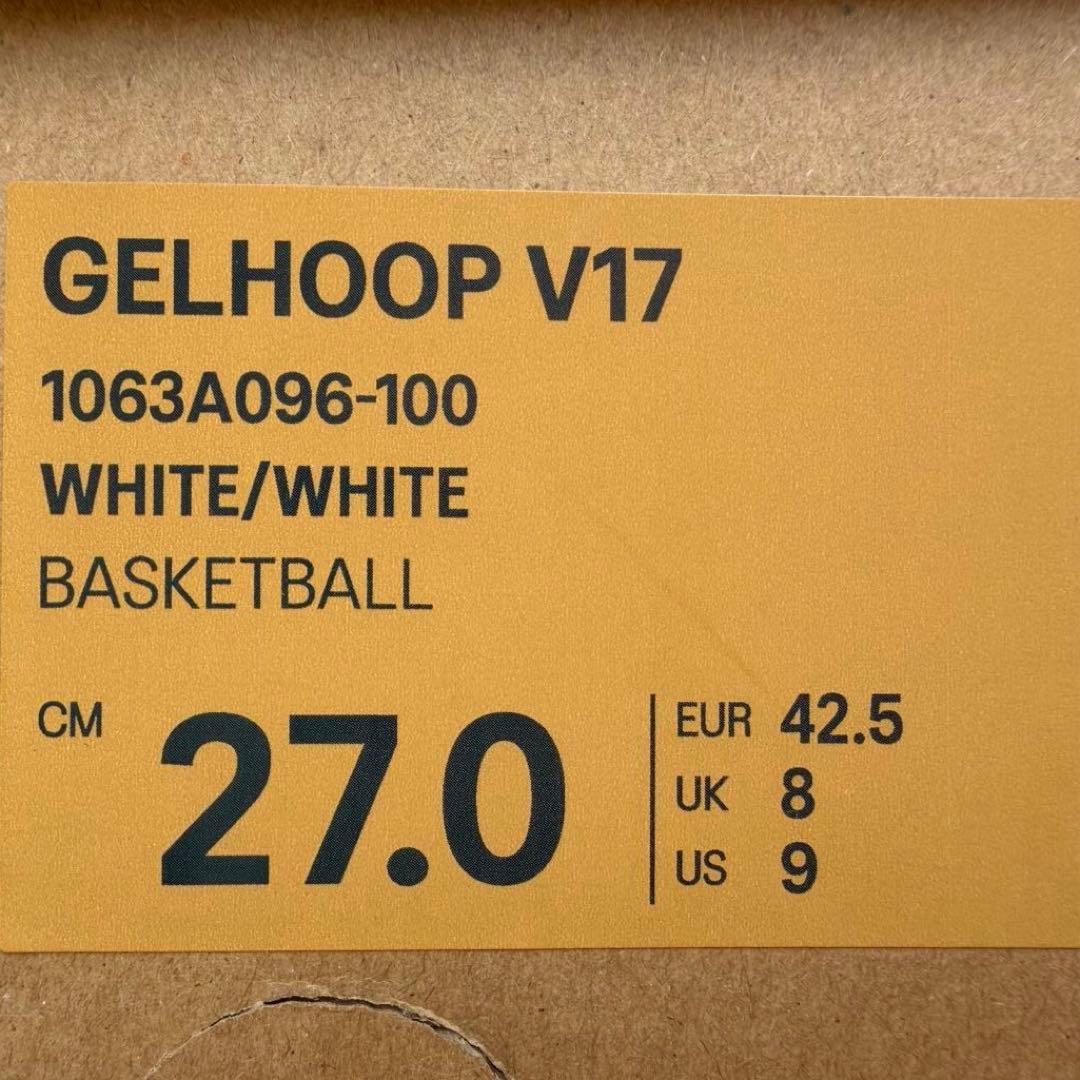 GELHOOP V17
1063A096-100
WHITE/WHITE
BASKETBALL
CM 27.0
EUR 42.5
UK 8
US 9